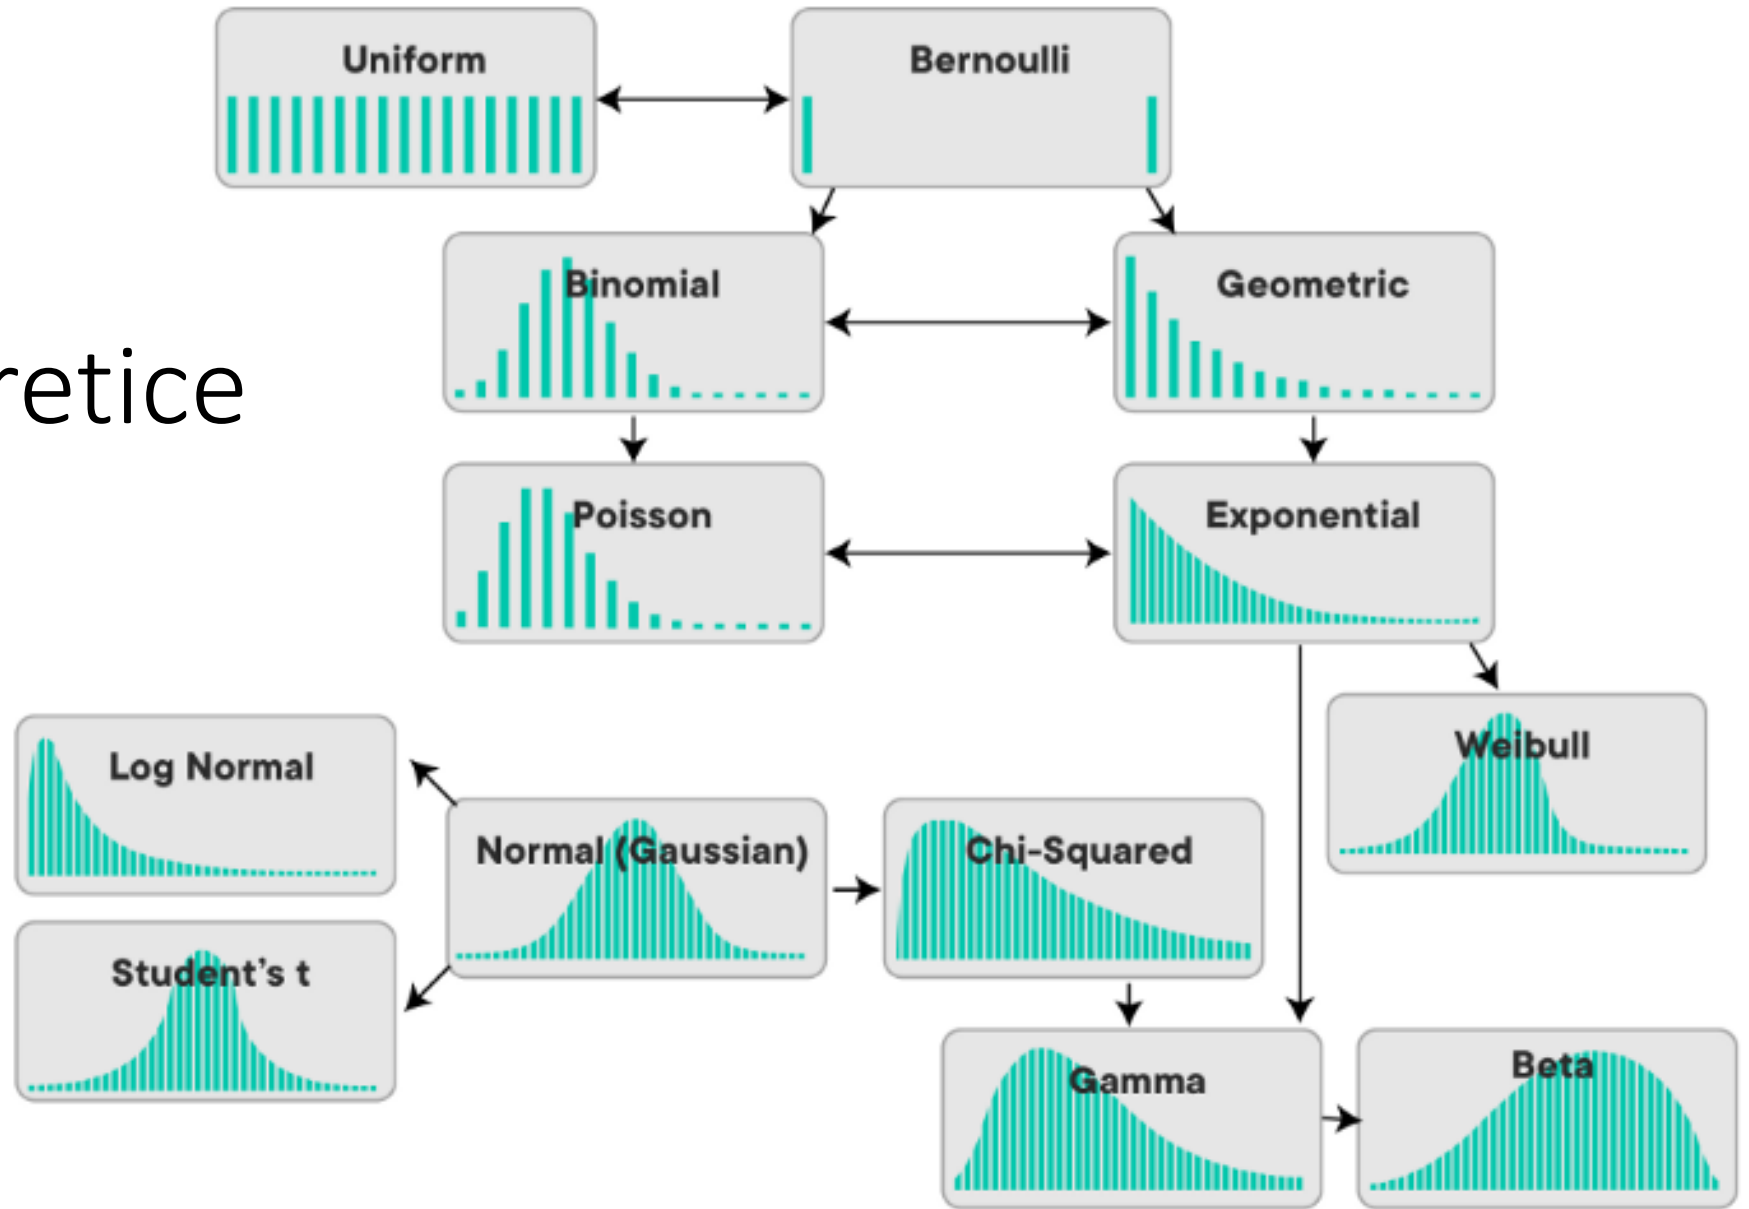 Uniform
Bernoulli
Binomial
Geometric
retice
Poisson
Exponential
Weibull
Log Normal
Normal (Gaussian)
Chi-Squared
Student's t
Gamma
Beta